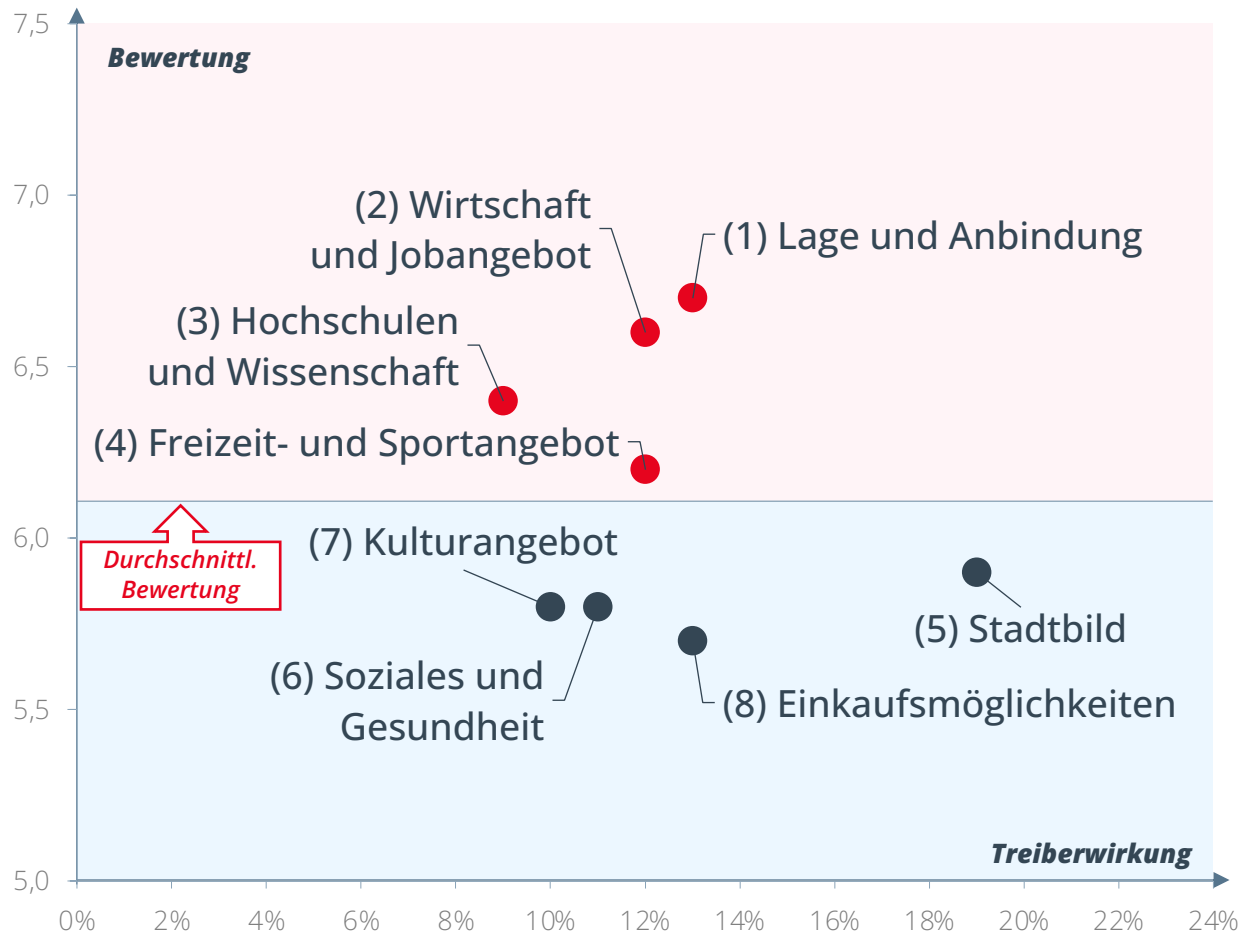 7,5
Bewertung
7,0
(2) Wirtschaft
und Jobangebot
(1) Lage und Anbindung
(3) Hochschulen
und Wissenschaft
6,5
(4) Freizeit- und Sportangebot
6,0
Durchschnittl.
Bewertung
(7) Kulturangebot
(5) Stadtbild
(6) Soziales und
Gesundheit
5,5
(8) Einkaufsmöglichkeiten
Treiberwirkung
5,0
0% 2% 4% 6% 8% 10% 12% 14% 16% 18% 20% 22% 24%